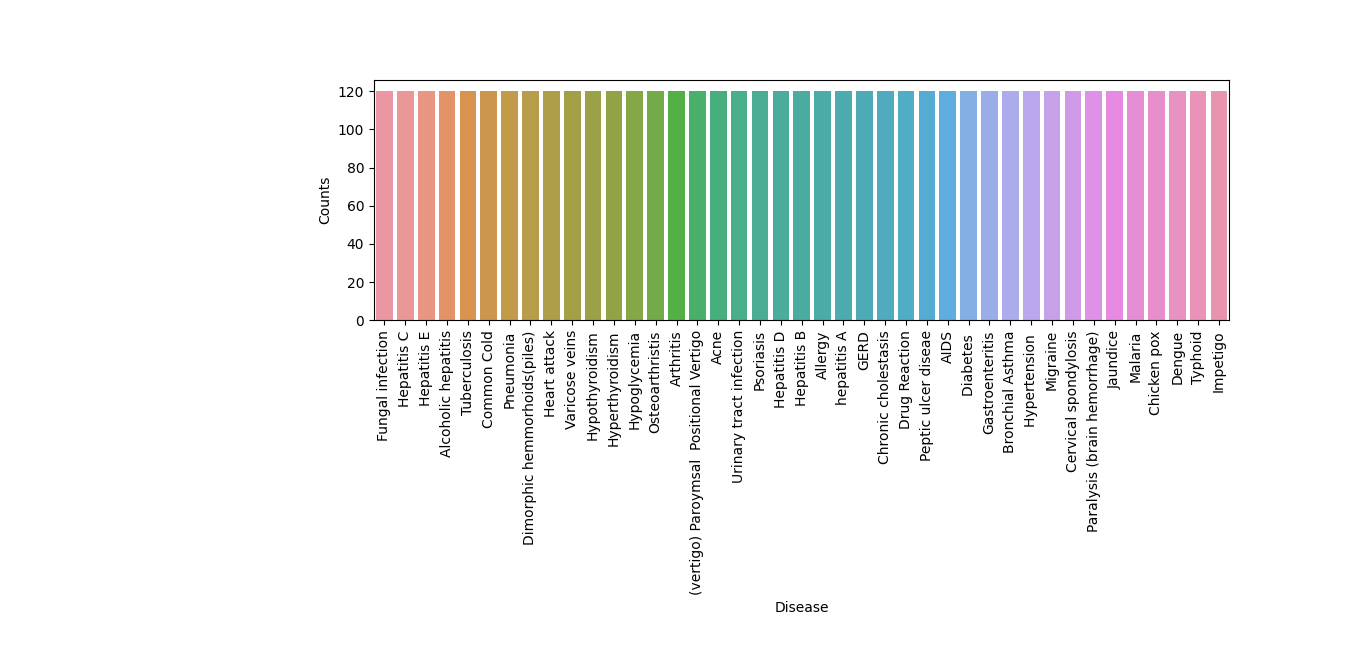 120
100
80
60
40
20
0
Counts
Fungal infection
Hepatitis C
Hepatitis E
Alcoholic hepatitis
Tuberculosis
Common Cold
Pneumonia
Dimorphic hemmorhoids(piles)
Heart attack
Varicose veins
Hypothyroidism
Hyperthyroidism
Hypoglycemia
Osteoarthristis
Arthritis
(vertigo) Paroymsal  Positional Vertigo
Acne
Urinary tract infection
Psoriasis
Hepatitis D
Hepatitis B
Allergy
hepatitis A
GERD
Chronic cholestasis
Drug Reaction
Peptic ulcer diseae
AIDS
Diabetes
Gastroenteritis
Bronchial Asthma
Hypertension
Migraine
Cervical spondylosis
Paralysis (brain hemorrhage)
Jaundice
Malaria
Chicken pox
Dengue
Typhoid
Impetigo
Disease